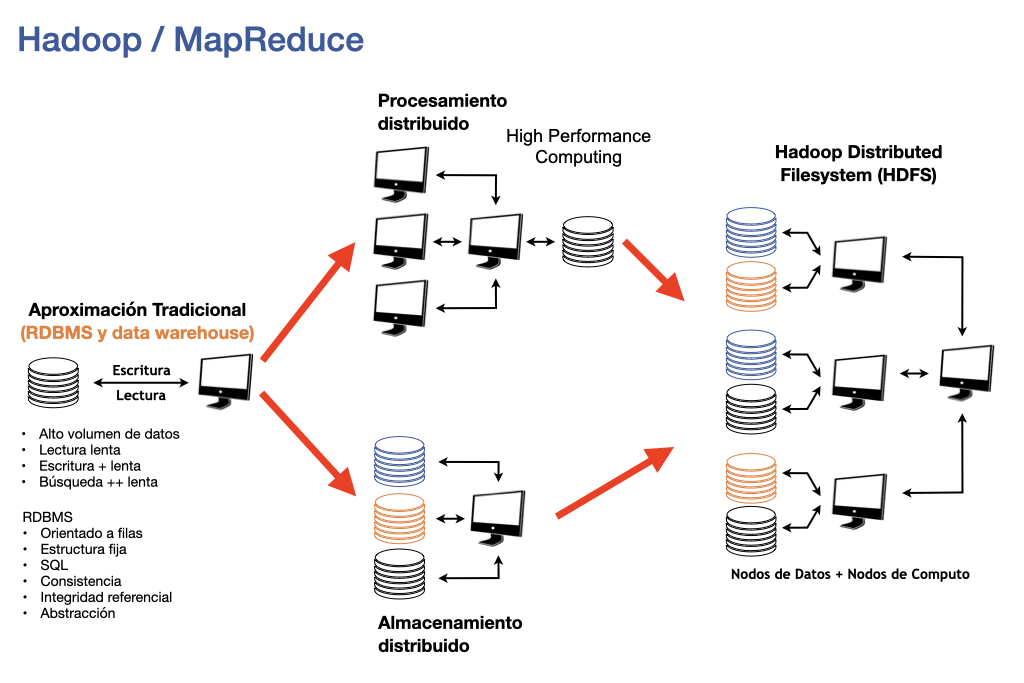 Hadoop / MapReduce
Procesamiento
distribuido
High Performance
Computing
Hadoop Distributed
Filesystem (HDFS)
Aproximación Tradicional
(RDBMS y data warehouse)
Escritura
Lectura
• Alto volumen de datos
• Lectura lenta
• Escritura + lenta
• Búsqueda ++ lenta
RDBMS
• Orientado a filas
• Estructura fija
• SQL
• Consistencia
• Integridad referencial
• Abstracción
Almacenamiento
distribuido
Nodos de Datos + Nodos de Computo